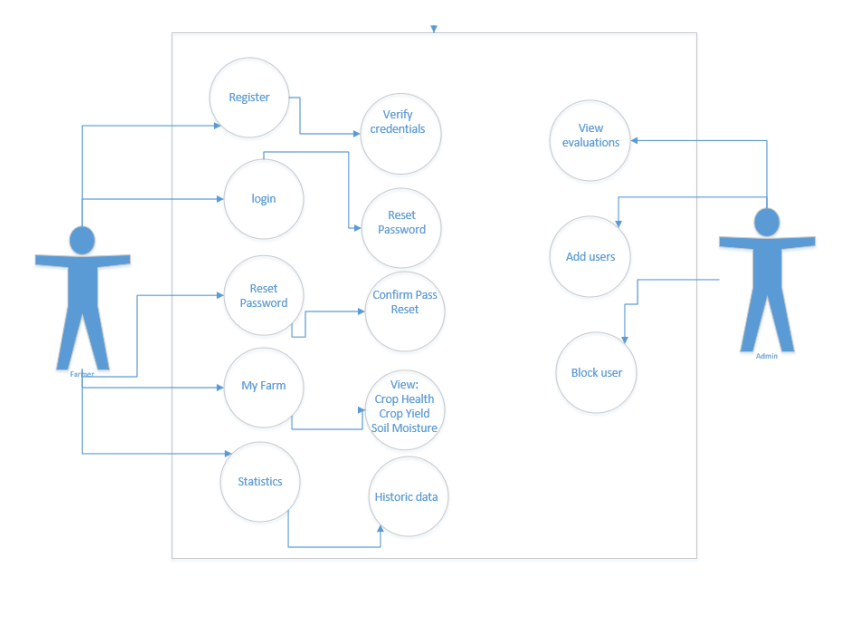 Register
Verify
credentials
View
evaluations
login
Reset
Password
Add users
Reset
Password
Confirm Pass
Reset
Farmer
Admin
My Farm
View:
Crop Health
Crop Yield
Soil Moisture
Block user
Statistics
Historic data